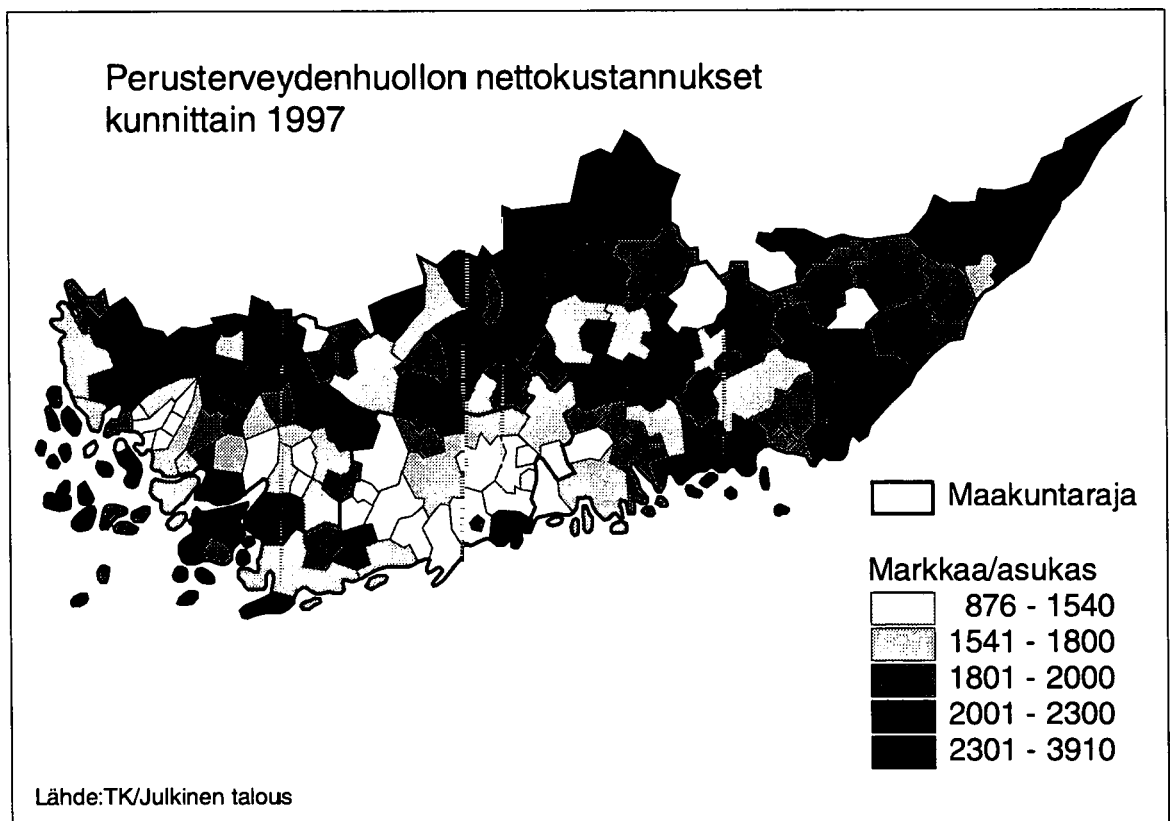 Perusterveydenhuollon nettokustannukset
kunnittain 1997
Maakuntaraja
Markkaa/asukas
876 - 1540
1541 - 1800
1801 - 2000
2001 - 2300
2301 - 3910
Lähde:TK/Julkinen talous